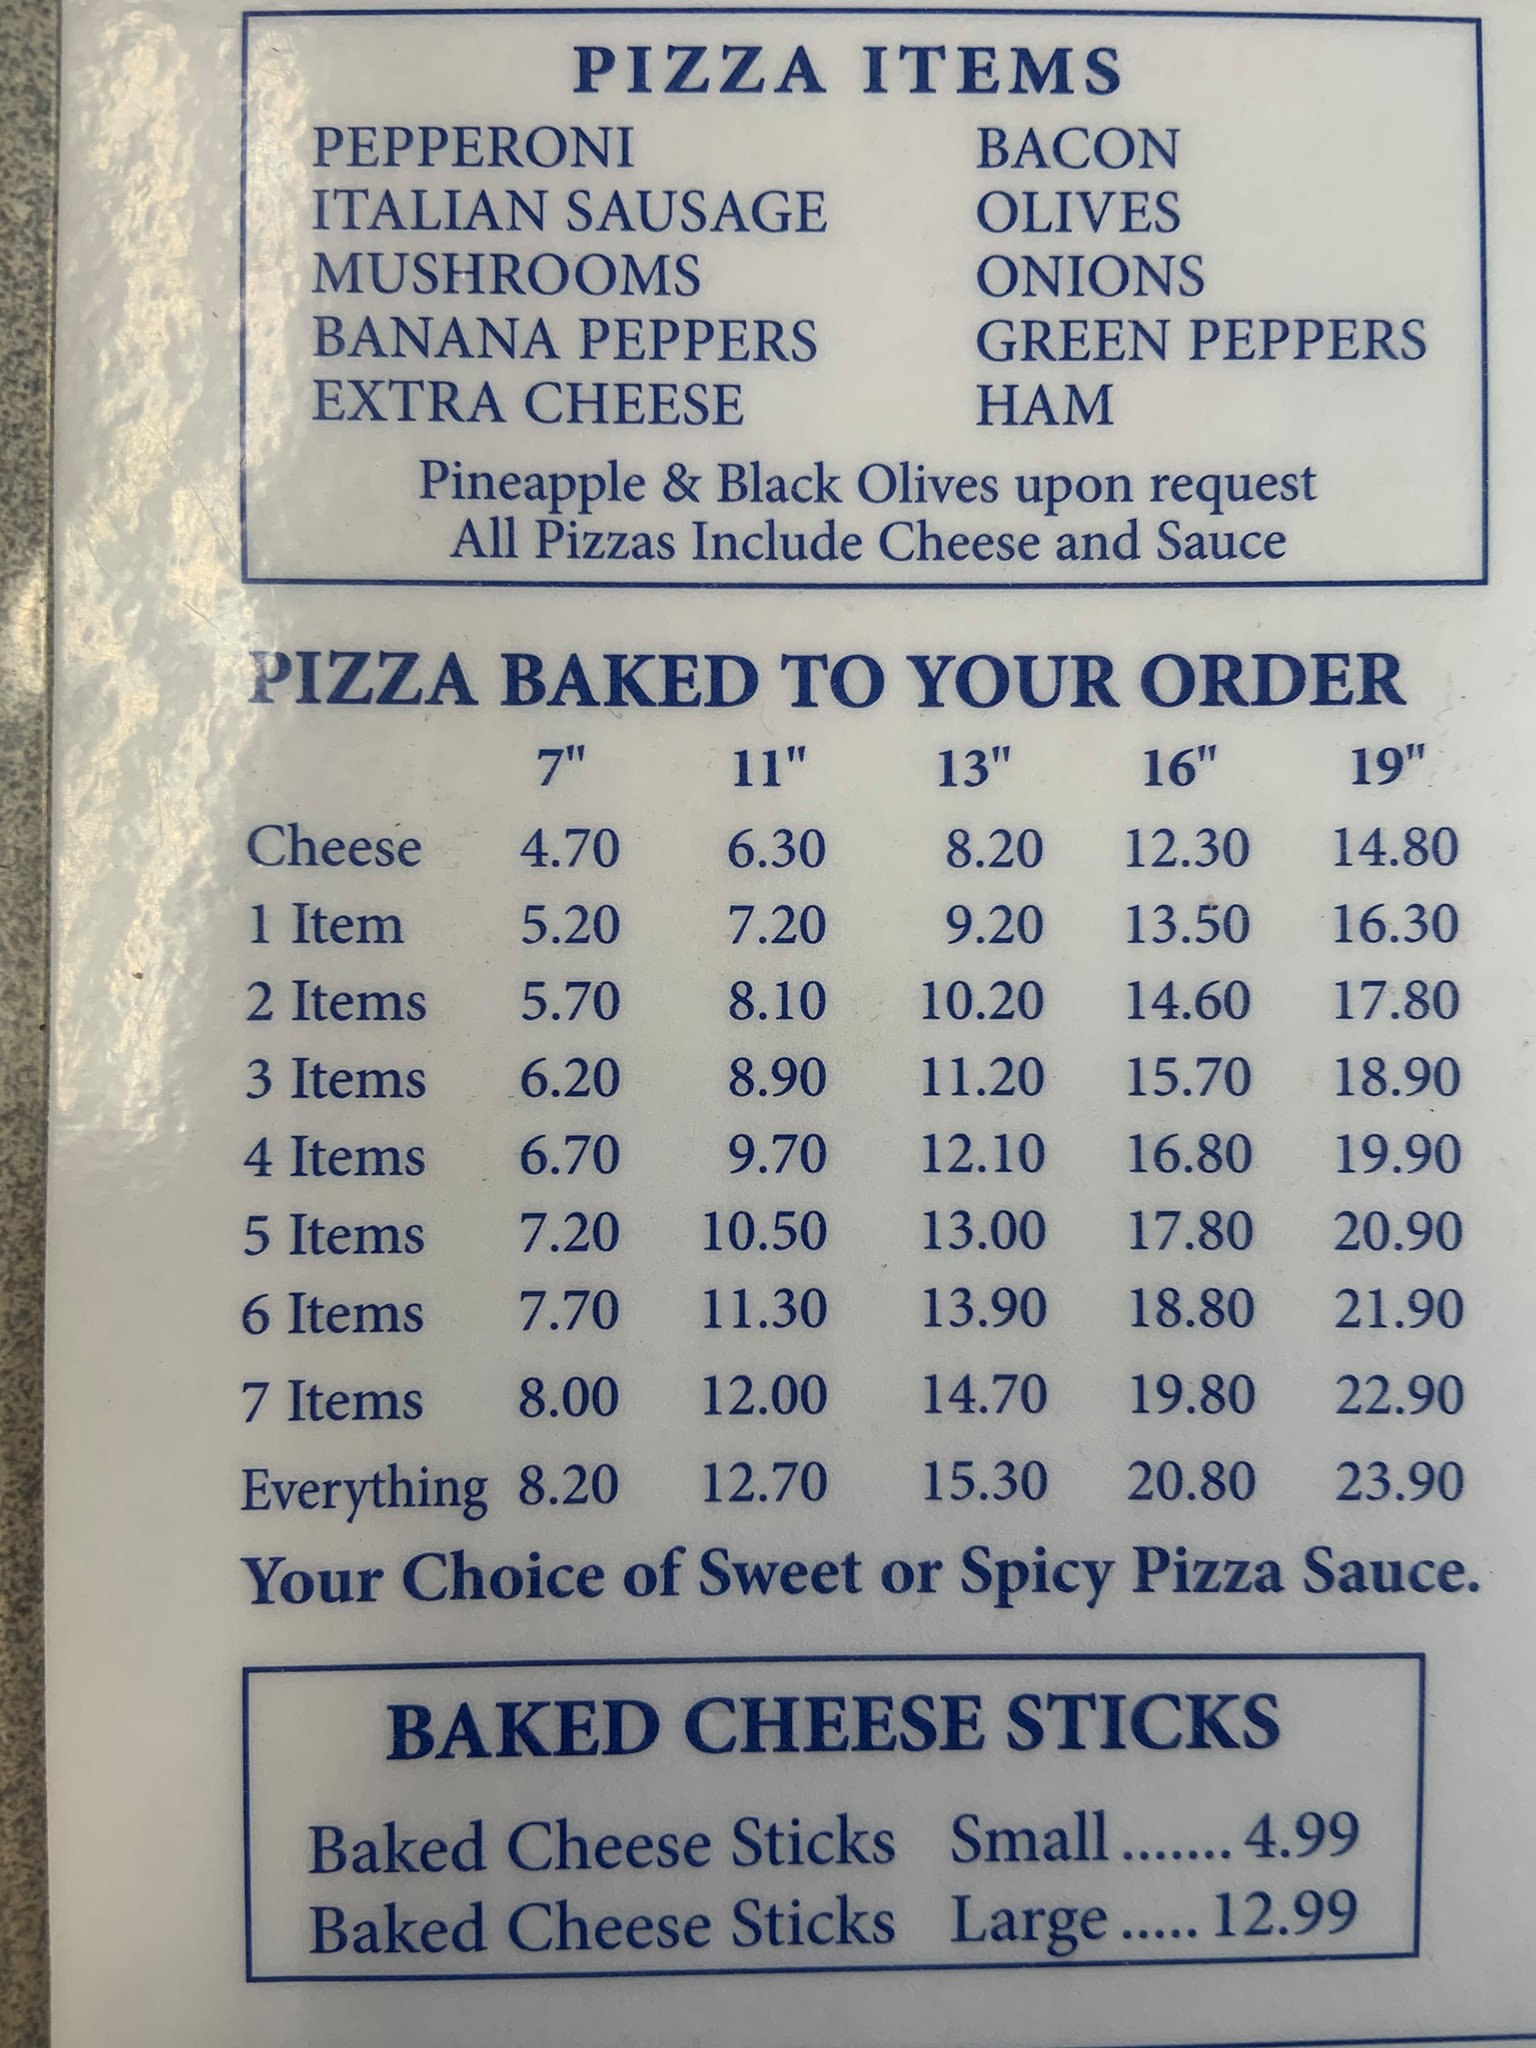 PIZZA ITEMS
PEPPERONI BACON
ITALIAN SAUSAGE OLIVES
MUSHROOMS ONIONS
BANANA PEPPERS GREEN PEPPERS
EXTRA CHEESE HAM
Pineapple & Black Olives upon request
All Pizzas Include Cheese and Sauce
PIZZA BAKED TO YOUR ORDER
7" 11" 13" 16" 19"
Cheese 4.70 6.30 8.20 12.30 14.80
1 Item 5.20 7.20 9.20 13.50 16.30
2 Items 5.70 8.10 10.20 14.60 17.80
3 Items 6.20 8.90 11.20 15.70 18.90
4 Items 6.70 9.70 12.10 16.80 19.90
5 Items 7.20 10.50 13.00 17.80 20.90
6 Items 7.70 11.30 13.90 18.80 21.90
7 Items 8.00 12.00 14.70 19.80 22.90
Everything 8.20 12.70 15.30 20.80 23.90
Your Choice of Sweet or Spicy Pizza Sauce.
BAKED CHEESE STICKS
Baked Cheese Sticks Small ....... 4.99
Baked Cheese Sticks Large ..... 12.99